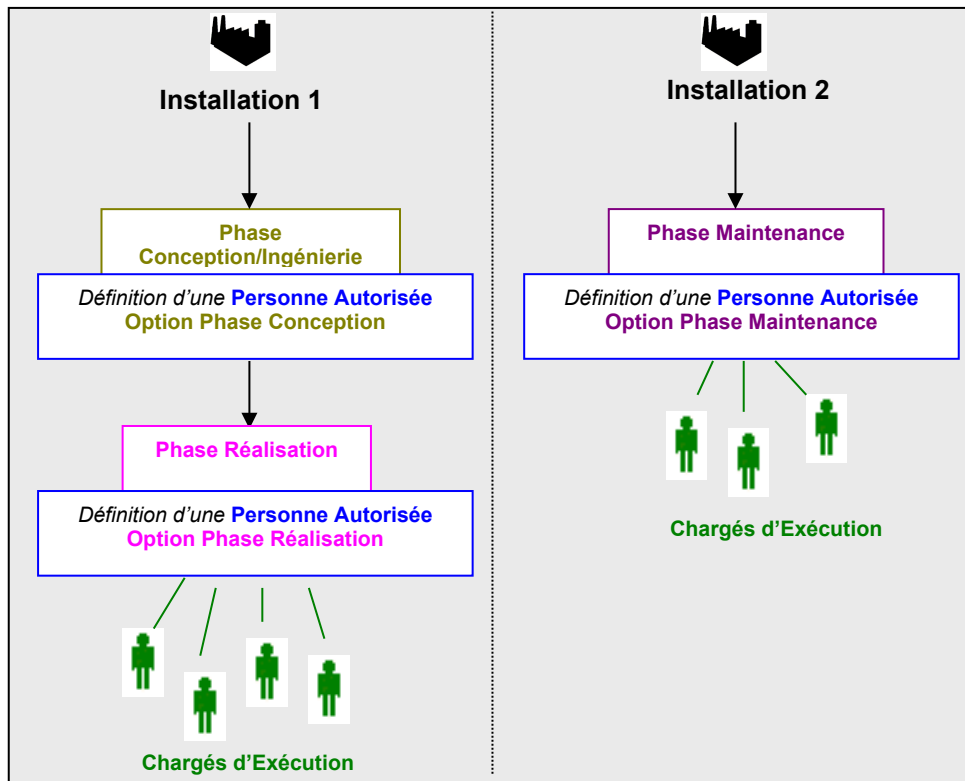 Installation 1
Phase
Conception/Ingénierie
Définition d'une Personne Autorisée
Option Phase Conception
Phase Réalisation
Définition d'une Personne Autorisée
Option Phase Réalisation
Chargés d'Exécution
Installation 2
Phase Maintenance
Définition d'une Personne Autorisée
Option Phase Maintenance
Chargés d'Exécution